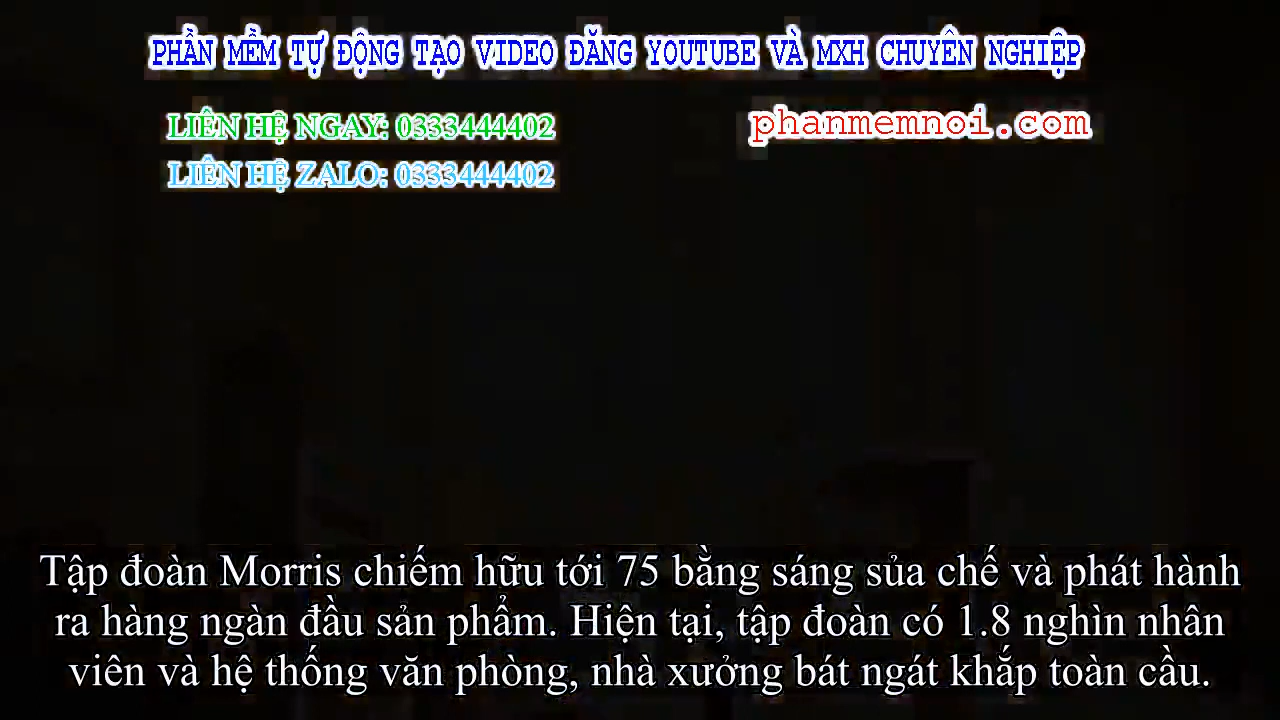 PHẦN MỀM TỰ ĐỘNG TẠO VIDEO ĐĂNG YOUTUBE VÀ MXH CHUYÊN NGHIỆP
LIÊN HỆ NGAY: 0333444402
phanmemnoi.com
LIÊN HỆ ZALO: 0333444402
Tập đoàn Morris chiếm hữu tới 75 bằng sáng sủa chế và phát hành
ra hàng ngàn đầu sản phẩm. Hiện tại, tập đoàn có 1.8 nghìn nhân
viên và hệ thống văn phòng, nhà xưởng bát ngát khắp toàn cầu.